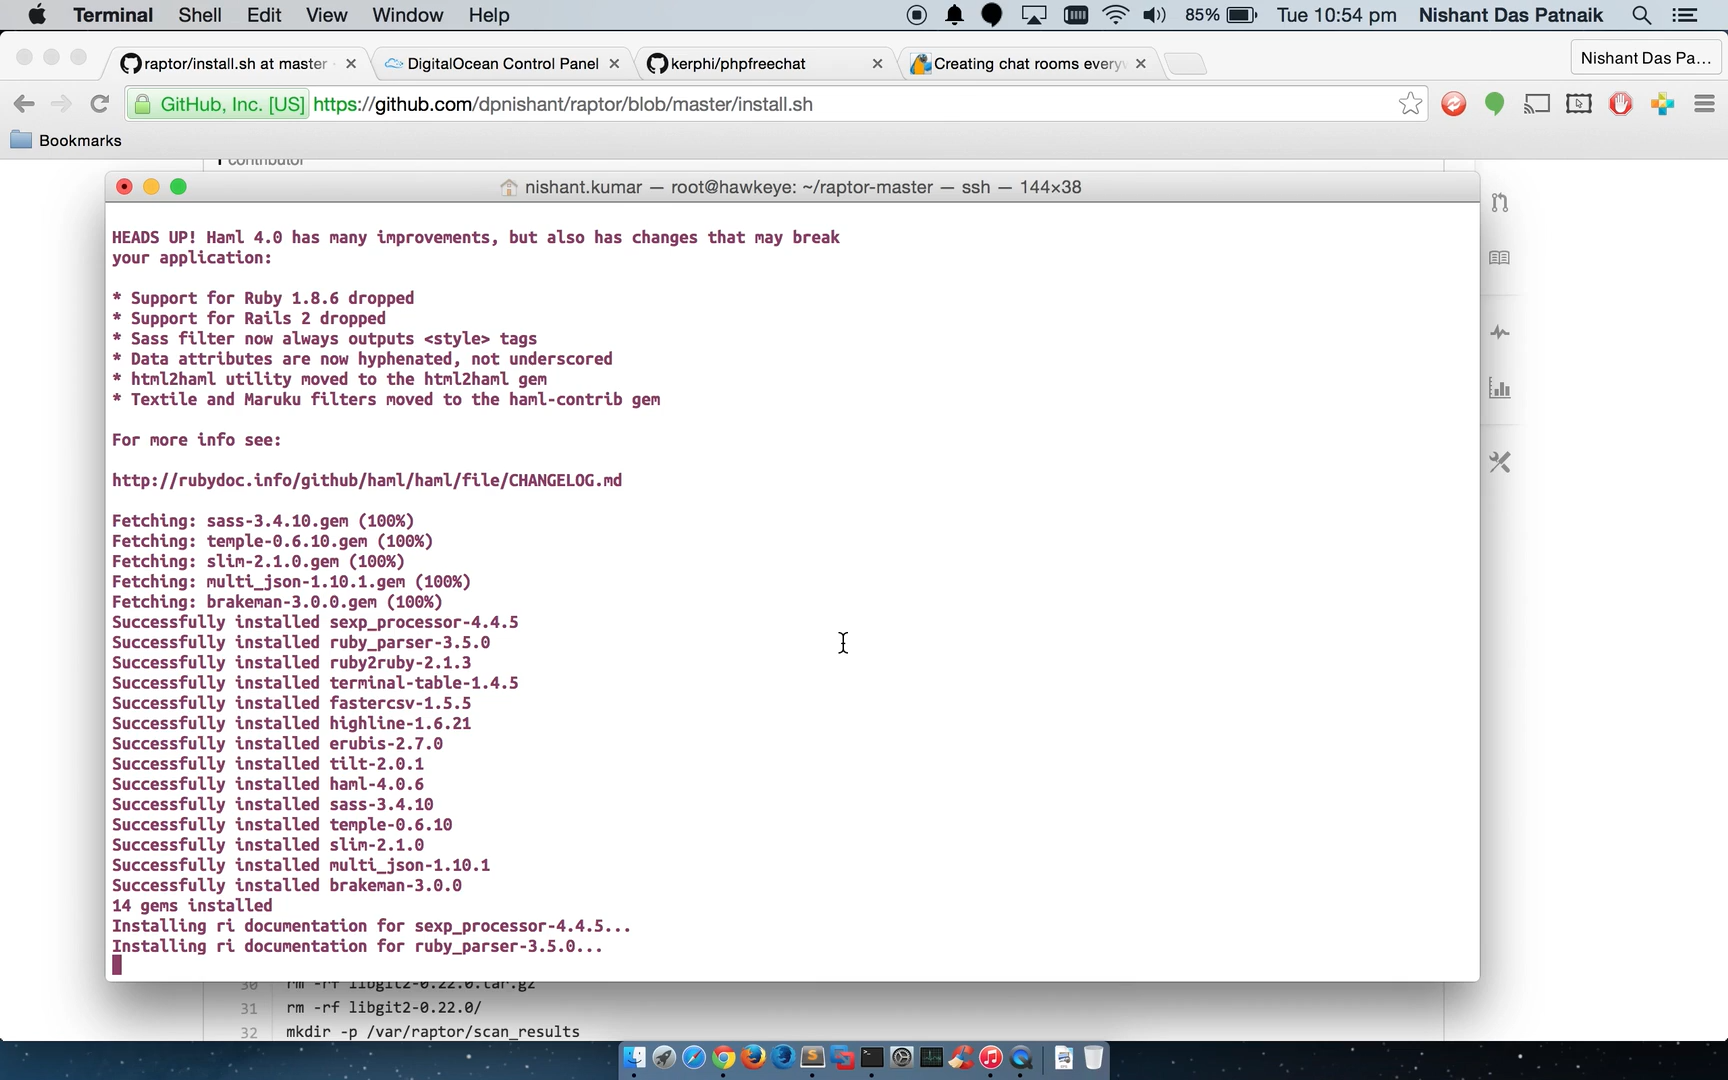 Terminal Shell Edit View Window Help 85% Tue 10:54 pm Nishant Das Patnaik
raptor/install.sh at master DigitalOcean Control Panel kerphi/phpfreechat Creating chat rooms every Nishant Das Pa...
GitHub, Inc. [US] https://github.com/dpnishant/raptor/blob/master/install.sh
Bookmarks
1 contributor
nishant.kumar — root@hawkeye: ~/raptor-master — ssh — 144×38
HEADS UP! Haml 4.0 has many improvements, but also has changes that may break
your application:
* Support for Ruby 1.8.6 dropped
* Support for Rails 2 dropped
* Sass filter now always outputs <style> tags
* Data attributes are now hyphenated, not underscored
* html2haml utility moved to the html2haml gem
* Textile and Maruku filters moved to the haml-contrib gem
For more info see:
http://rubydoc.info/github/haml/haml/file/CHANGELOG.md
Fetching: sass-3.4.10.gem (100%)
Fetching: temple-0.6.10.gem (100%)
Fetching: slim-2.1.0.gem (100%)
Fetching: multi_json-1.10.1.gem (100%)
Fetching: brakeman-3.0.0.gem (100%)
Successfully installed sexp_processor-4.4.5
Successfully installed ruby_parser-3.5.0
Successfully installed ruby2ruby-2.1.3
Successfully installed terminal-table-1.4.5
Successfully installed fastercsv-1.5.5
Successfully installed highline-1.6.21
Successfully installed erubis-2.7.0
Successfully installed tilt-2.0.1
Successfully installed haml-4.0.6
Successfully installed sass-3.4.10
Successfully installed temple-0.6.10
Successfully installed slim-2.1.0
Successfully installed multi_json-1.10.1
Successfully installed brakeman-3.0.0
14 gems installed
Installing ri documentation for sexp_processor-4.4.5...
Installing ri documentation for ruby_parser-3.5.0...
30 rm -rf libgit2-0.22.0.tar.gz
31 rm -rf libgit2-0.22.0/
32 mkdir -p /var/raptor/scan_results